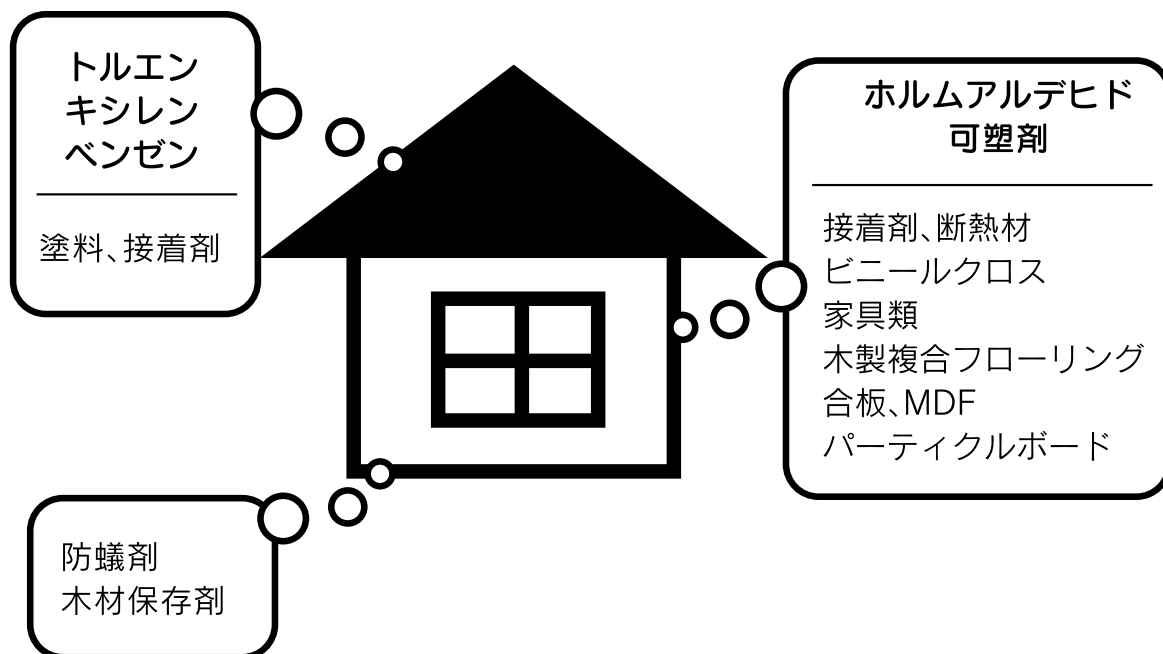 トルエン
キシレン
ベンゼン
塗料、接着剤
ホルムアルデヒド
可塑剤
接着剤、断熱材
ビニールクロス
家具類
木製複合フローリング
合板、MDF
パーティクルボード
防蟻剤
木材保存剤